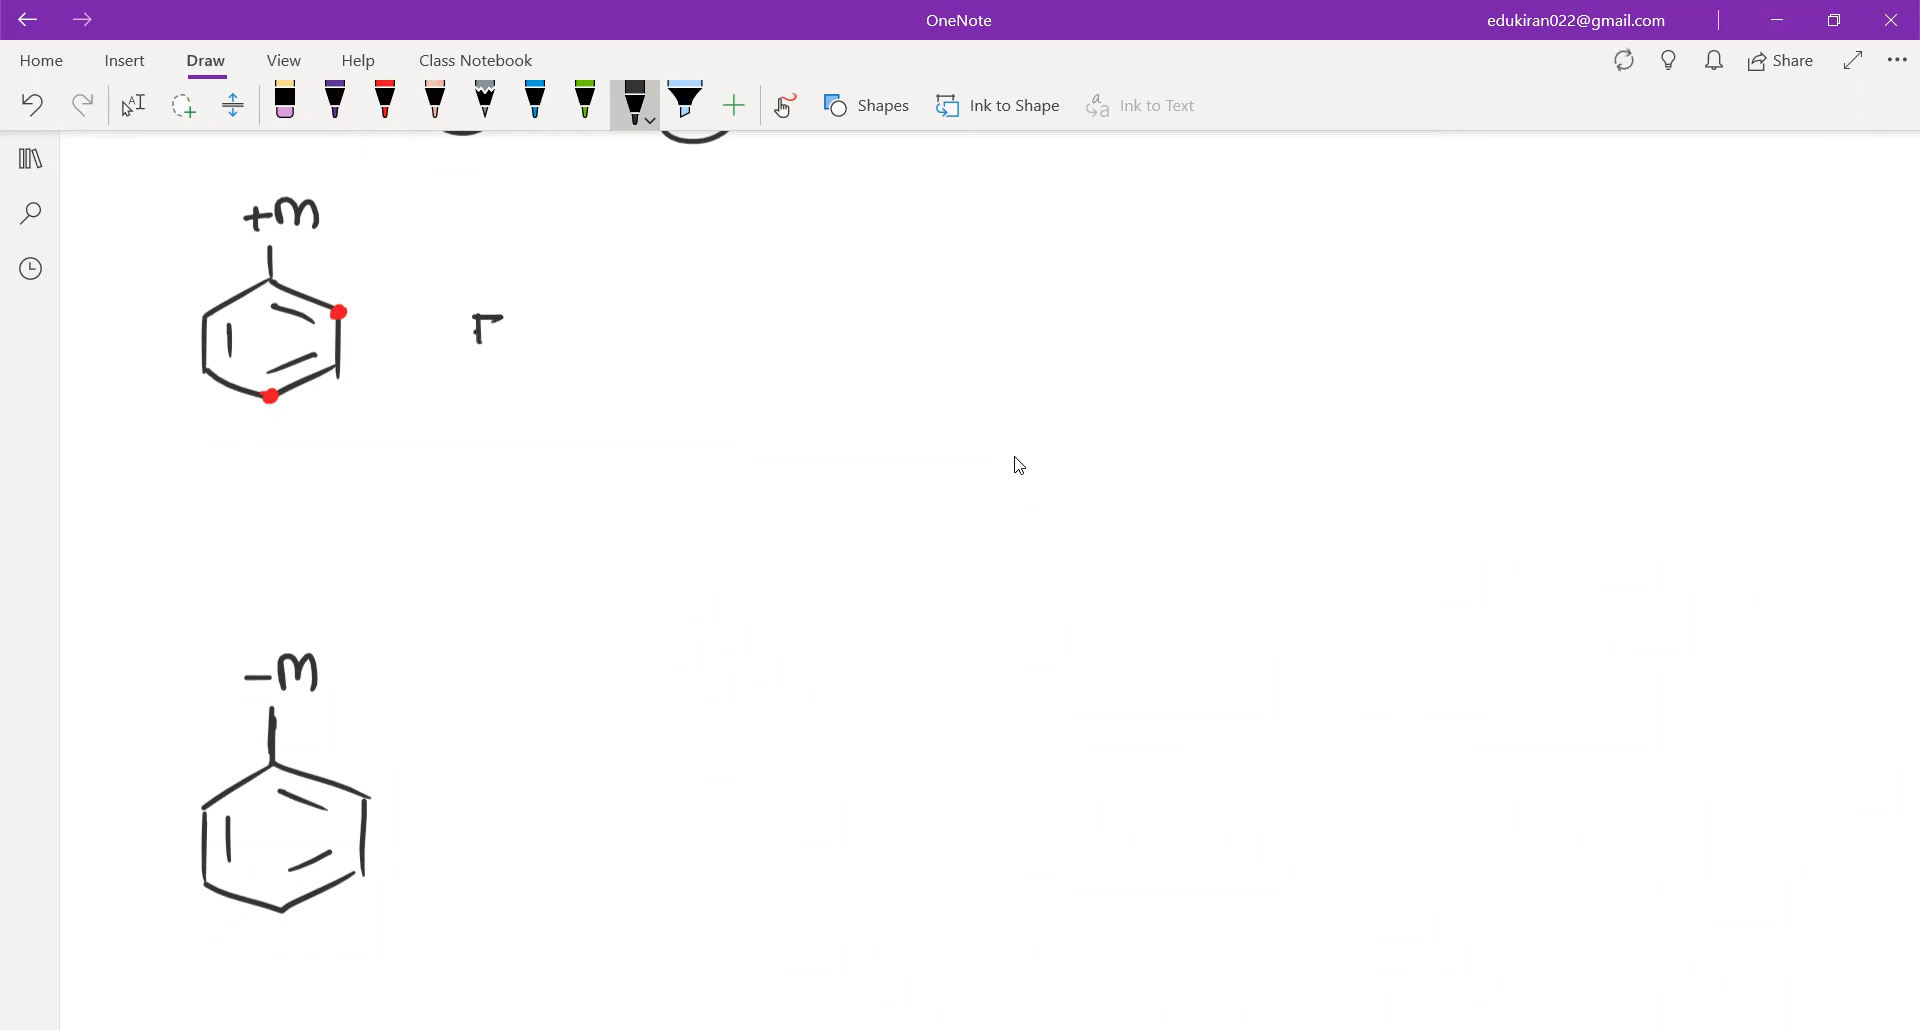 OneNote
edukiran022@gmail.com
Home Insert Draw View Help Class Notebook
Share
Shapes Ink to Shape Ink to Text
+M
-M